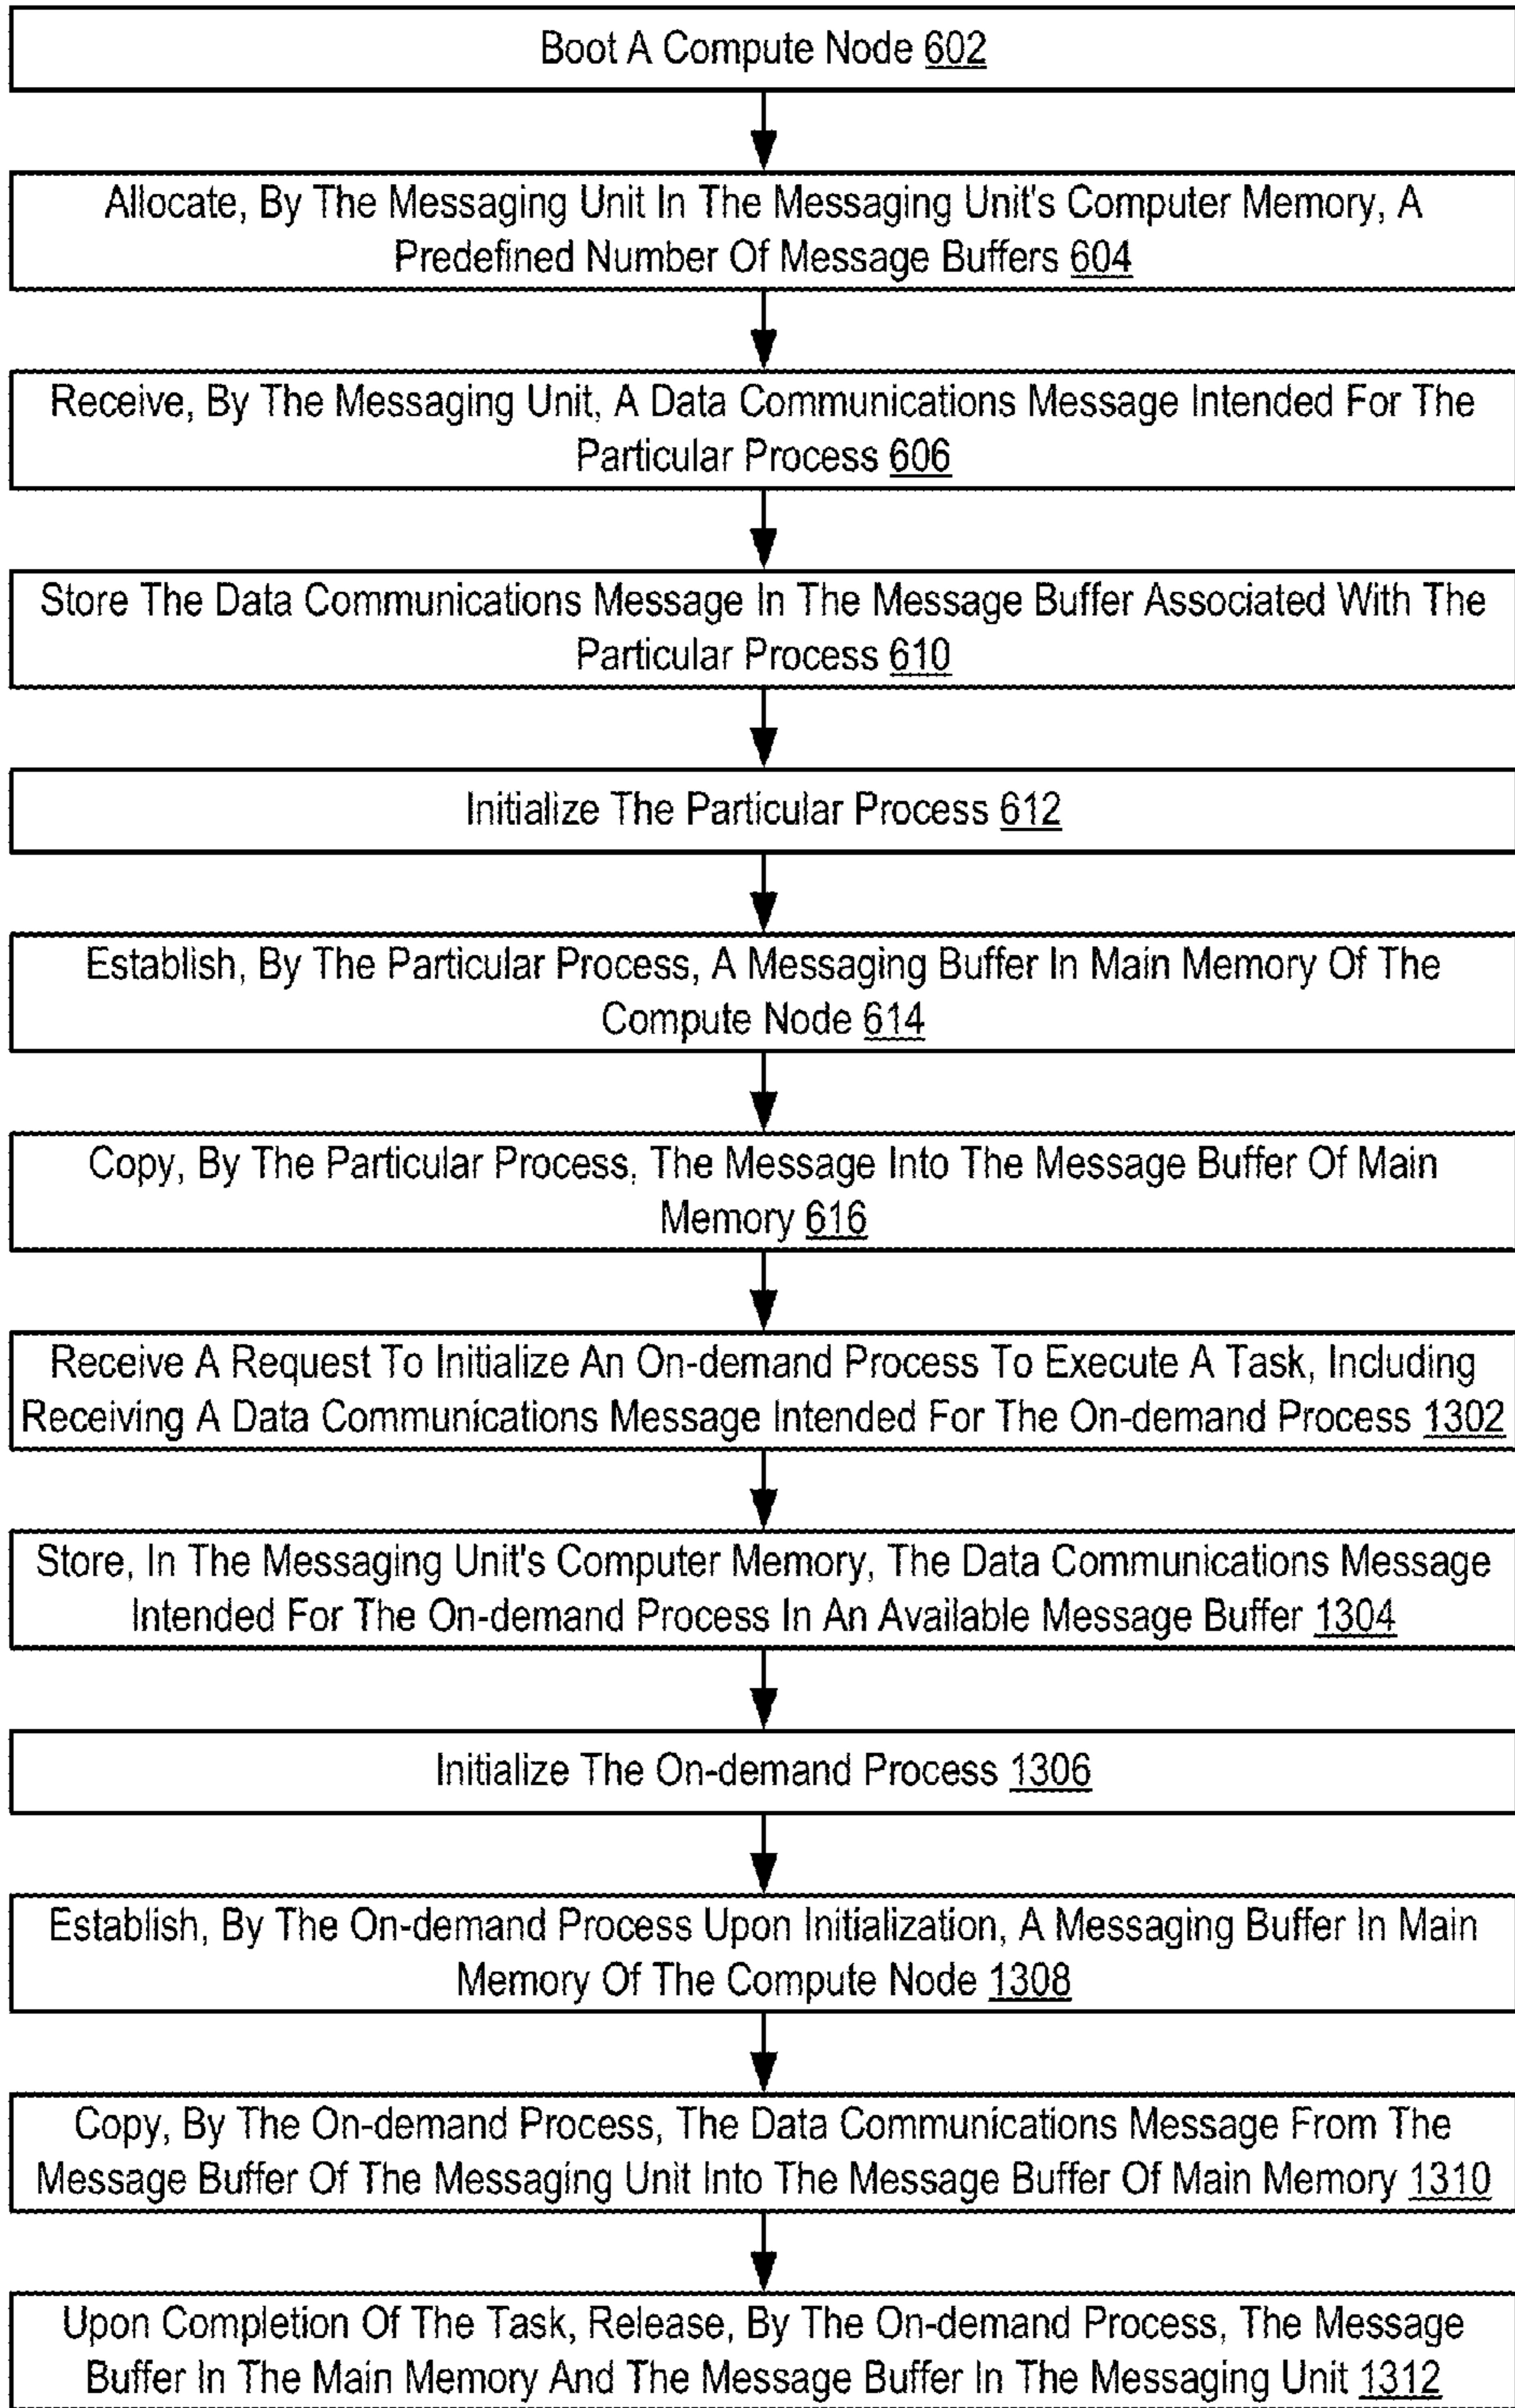 Boot A Compute Node 602
Allocate, By The Messaging Unit In The Messaging Unit's Computer Memory, A
Predefined Number Of Message Buffers 604
Receive, By The Messaging Unit, A Data Communications Message Intended For The
Particular Process 606
Store The Data Communications Message In The Message Buffer Associated With The
Particular Process 610
Initialize The Particular Process 612
Establish, By The Particular Process, A Messaging Buffer In Main Memory Of The
Compute Node 614
Copy, By The Particular Process, The Message Into The Message Buffer Of Main
Memory 616
Receive A Request To Initialize An On-demand Process To Execute A Task, Including
Receiving A Data Communications Message Intended For The On-demand Process 1302
Store, In The Messaging Unit's Computer Memory, The Data Communications Message
Intended For The On-demand Process In An Available Message Buffer 1304
Initialize The On-demand Process 1306
Establish, By The On-demand Process Upon Initialization, A Messaging Buffer In Main
Memory Of The Compute Node 1308
Copy, By The On-demand Process, The Data Communications Message From The
Message Buffer Of The Messaging Unit Into The Message Buffer Of Main Memory 1310
Upon Completion Of The Task, Release, By The On-demand Process, The Message
Buffer In The Main Memory And The Message Buffer In The Messaging Unit 1312